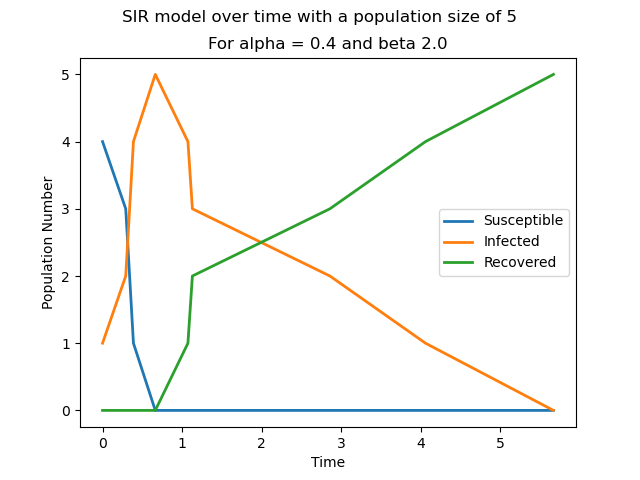 SIR model over time with a population size of 5
For alpha = 0.4 and beta 2.0
Population Number
5
4
3
2
1
0
Susceptible
Infected
Recovered
0 1 2 3 4 5
Time